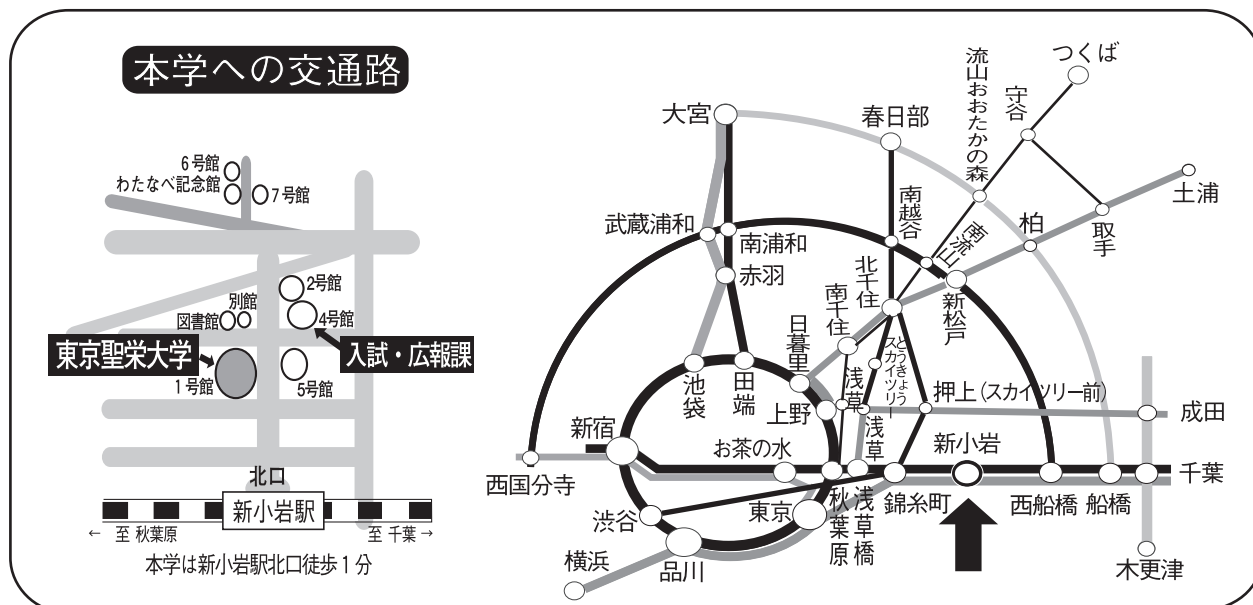 本学への交通路
6号館
わたなべ記念館
7号館
2号館
別館
図書館
4号館
東京聖栄大学
入試・広報課
1号館
5号館
北口
新小岩駅
← 至 秋葉原
至 千葉 →
本学は新小岩駅北口徒歩1分
つくば
守谷
流山おおたかの森
春日部
大宮
土浦
取手
柏
南越谷
南流山
武蔵浦和
南浦和
赤羽
北千住
新松戸
南千住
日暮里
とうきょう
スカイツリー
池袋
田端
浅草
押上(スカイツリー前)
成田
上野
浅草
新宿
お茶の水
新小岩
西国分寺
千葉
秋葉原
浅草橋
錦糸町
西船橋
船橋
渋谷
東京
横浜
品川
木更津